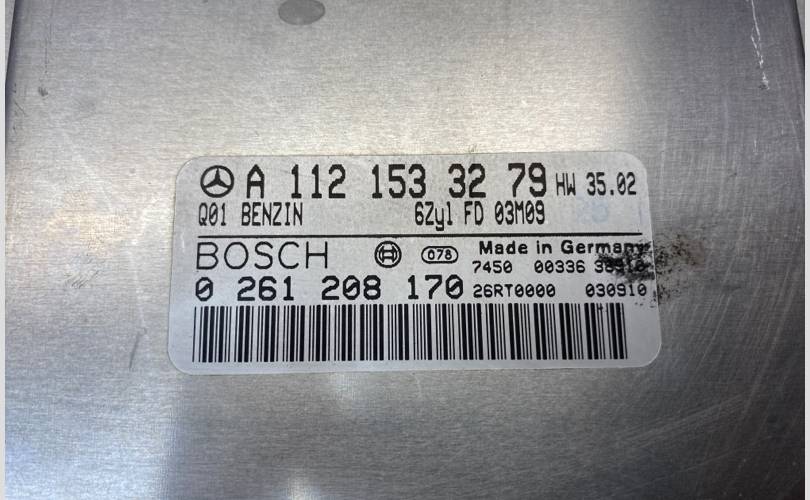 A 112 153 32 79 HW 35.02
Q01 BENZIN 6Zyl FD 03M09
BOSCH 078 Made in Germany
7450 00336
0 261 208 170 26RT0000 030910